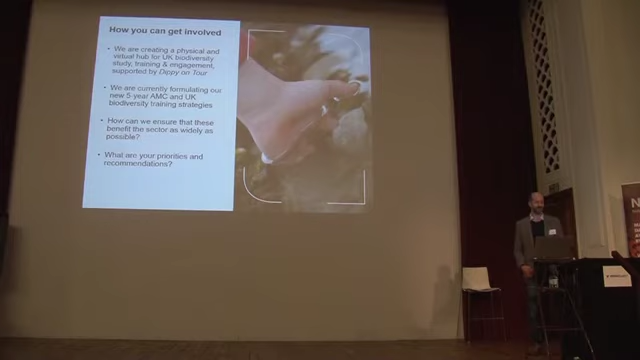 How you can get involved
• We are creating a physical and
virtual hub for UK biodiversity
study, training & engagement,
supported by Dippy on Tour
• We are currently formulating our
new 5-year AMC and UK
biodiversity training strategies
• How can we ensure that these
benefit the sector as widely as
possible?
• What are your priorities and
recommendations?